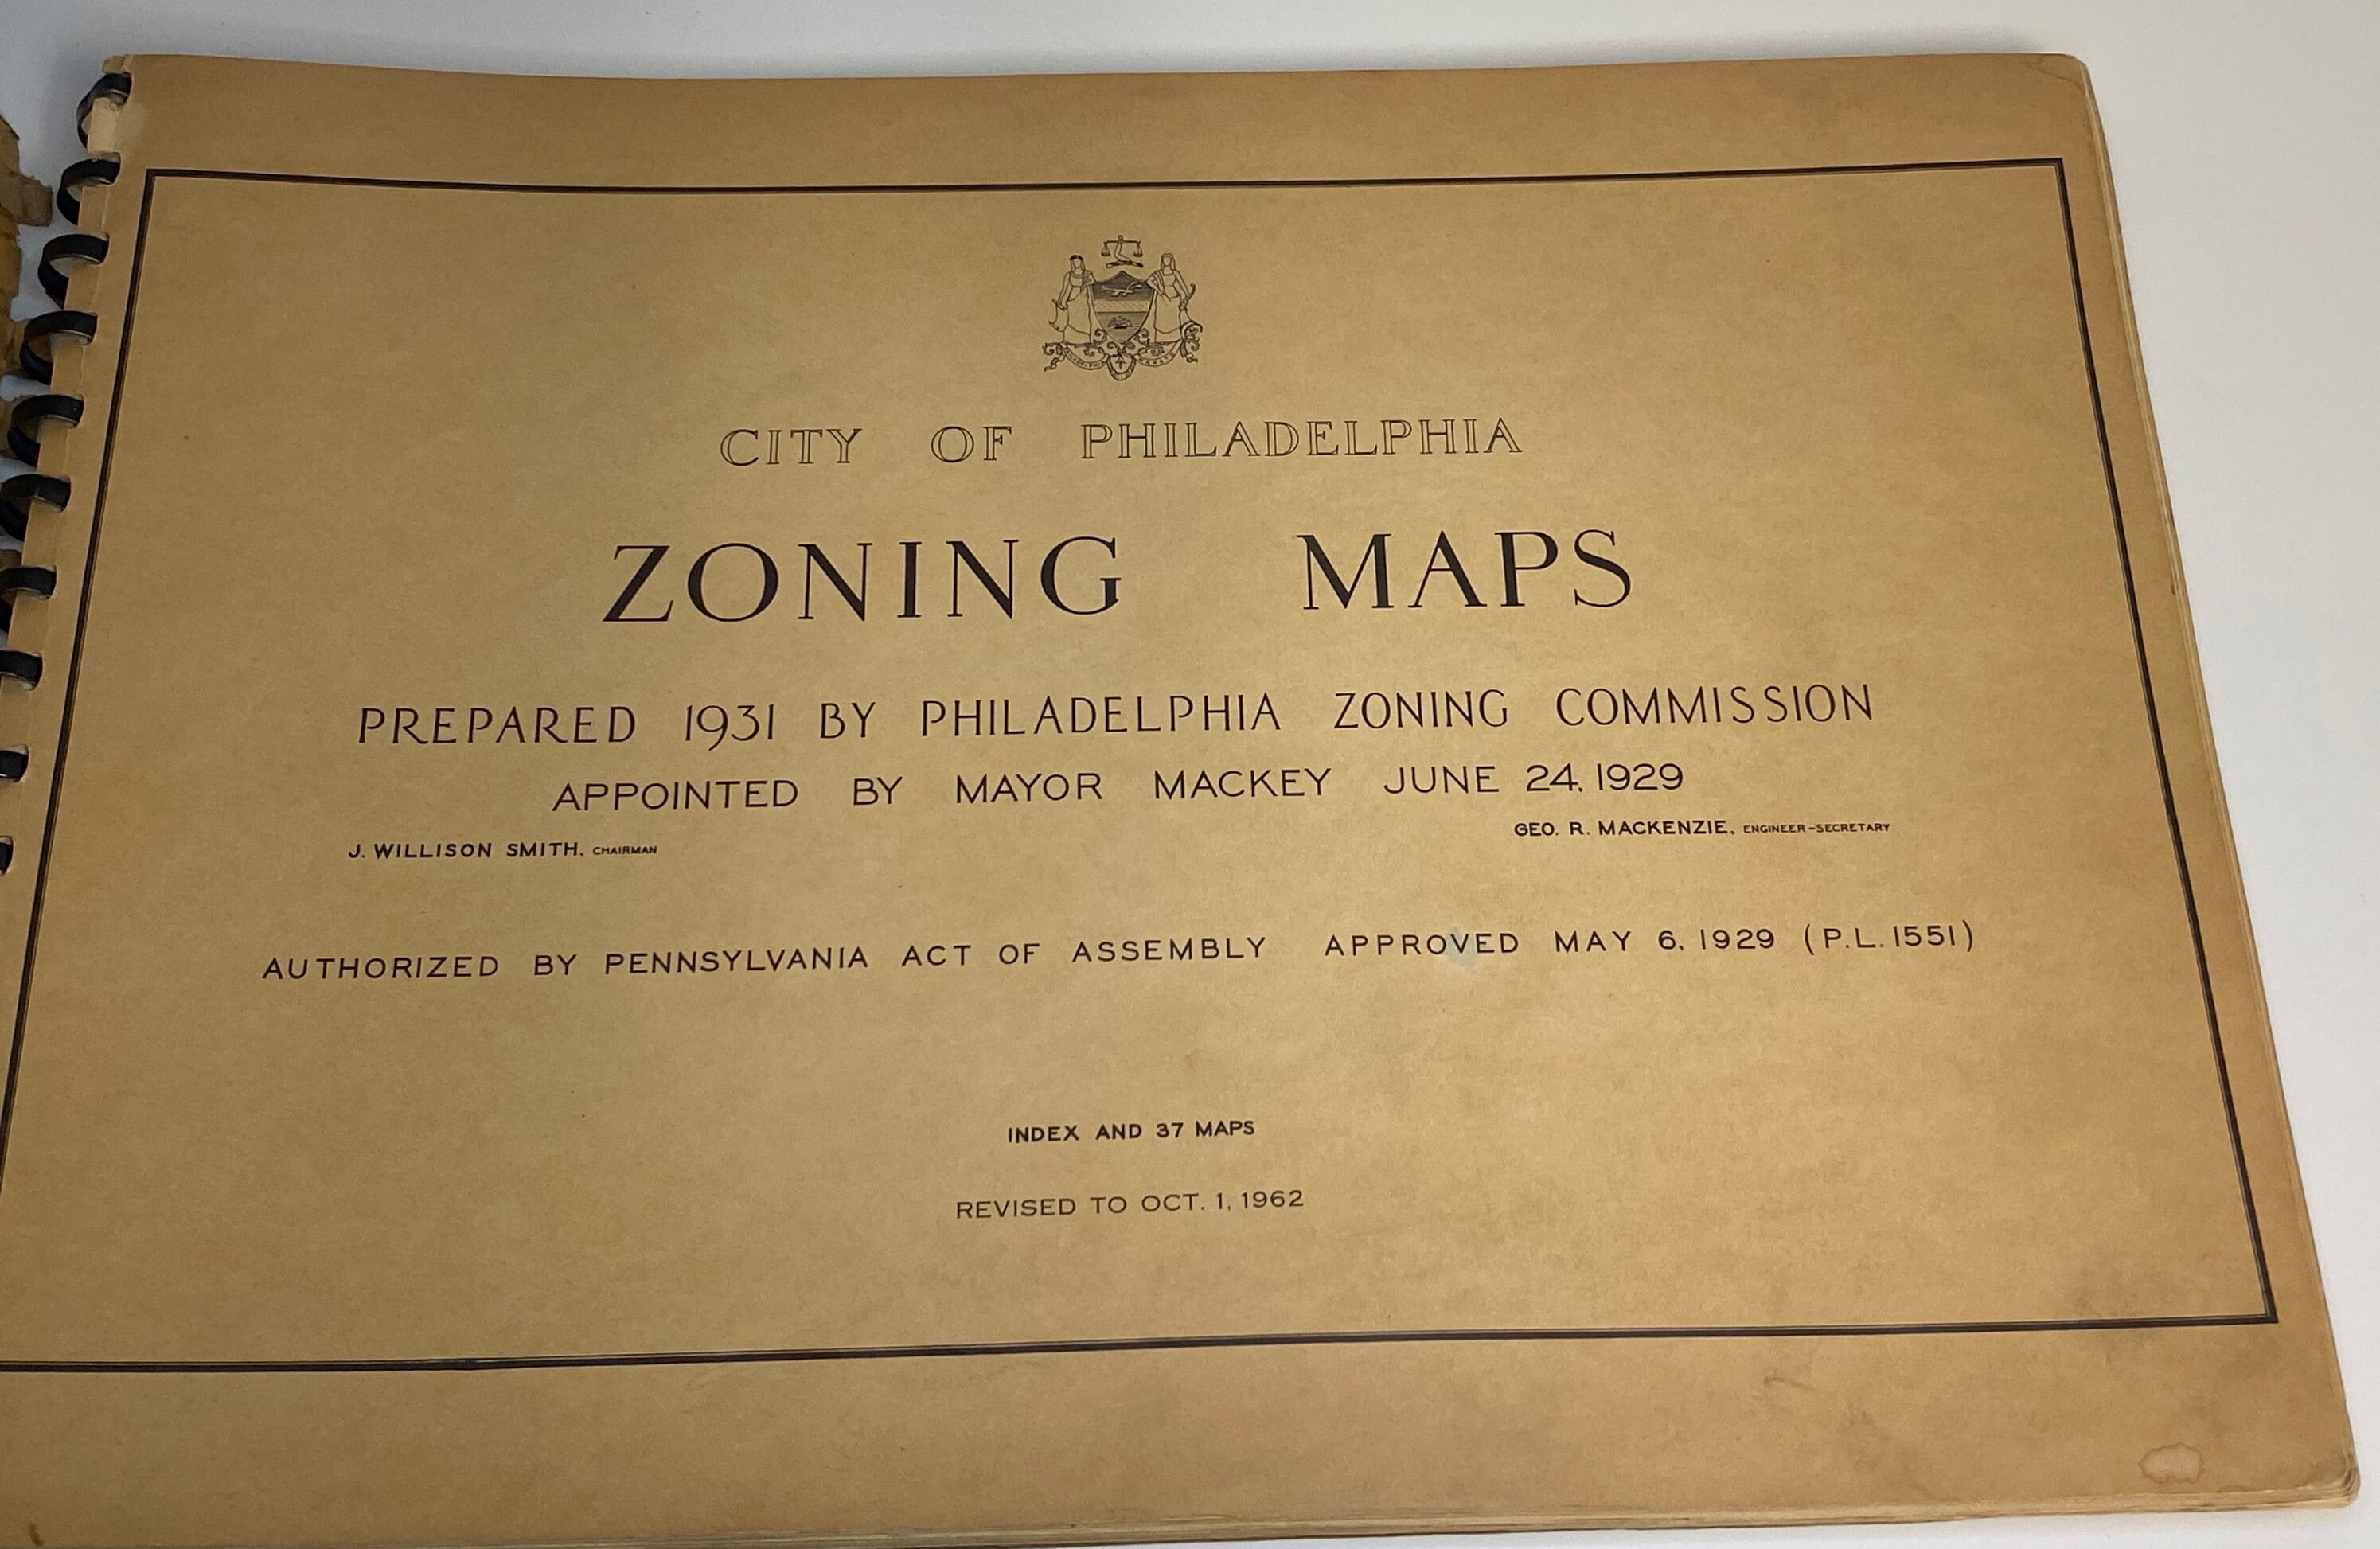 CITY OF PHILADELPHIA
ZONING MAPS
PREPARED 1931 BY PHILADELPHIA ZONING COMMISSION
APPOINTED BY MAYOR MACKEY JUNE 24, 1929
J. WILLISON SMITH, CHAIRMAN
GEO. R. MACKENZIE, ENGINEER-SECRETARY
AUTHORIZED BY PENNSYLVANIA ACT OF ASSEMBLY APPROVED MAY 6, 1929 (P.L. 1551)
INDEX AND 37 MAPS
REVISED TO OCT. 1, 1962